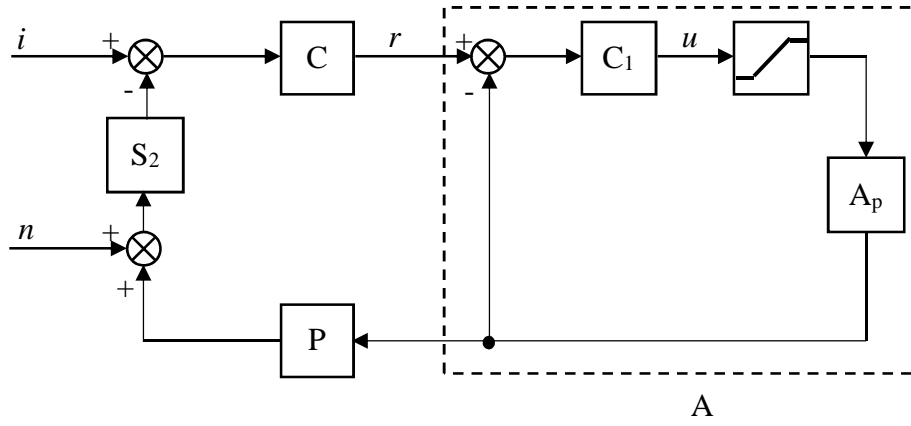 i + - C r + - C₁ u
S₂
Aₚ
n + +
P
A